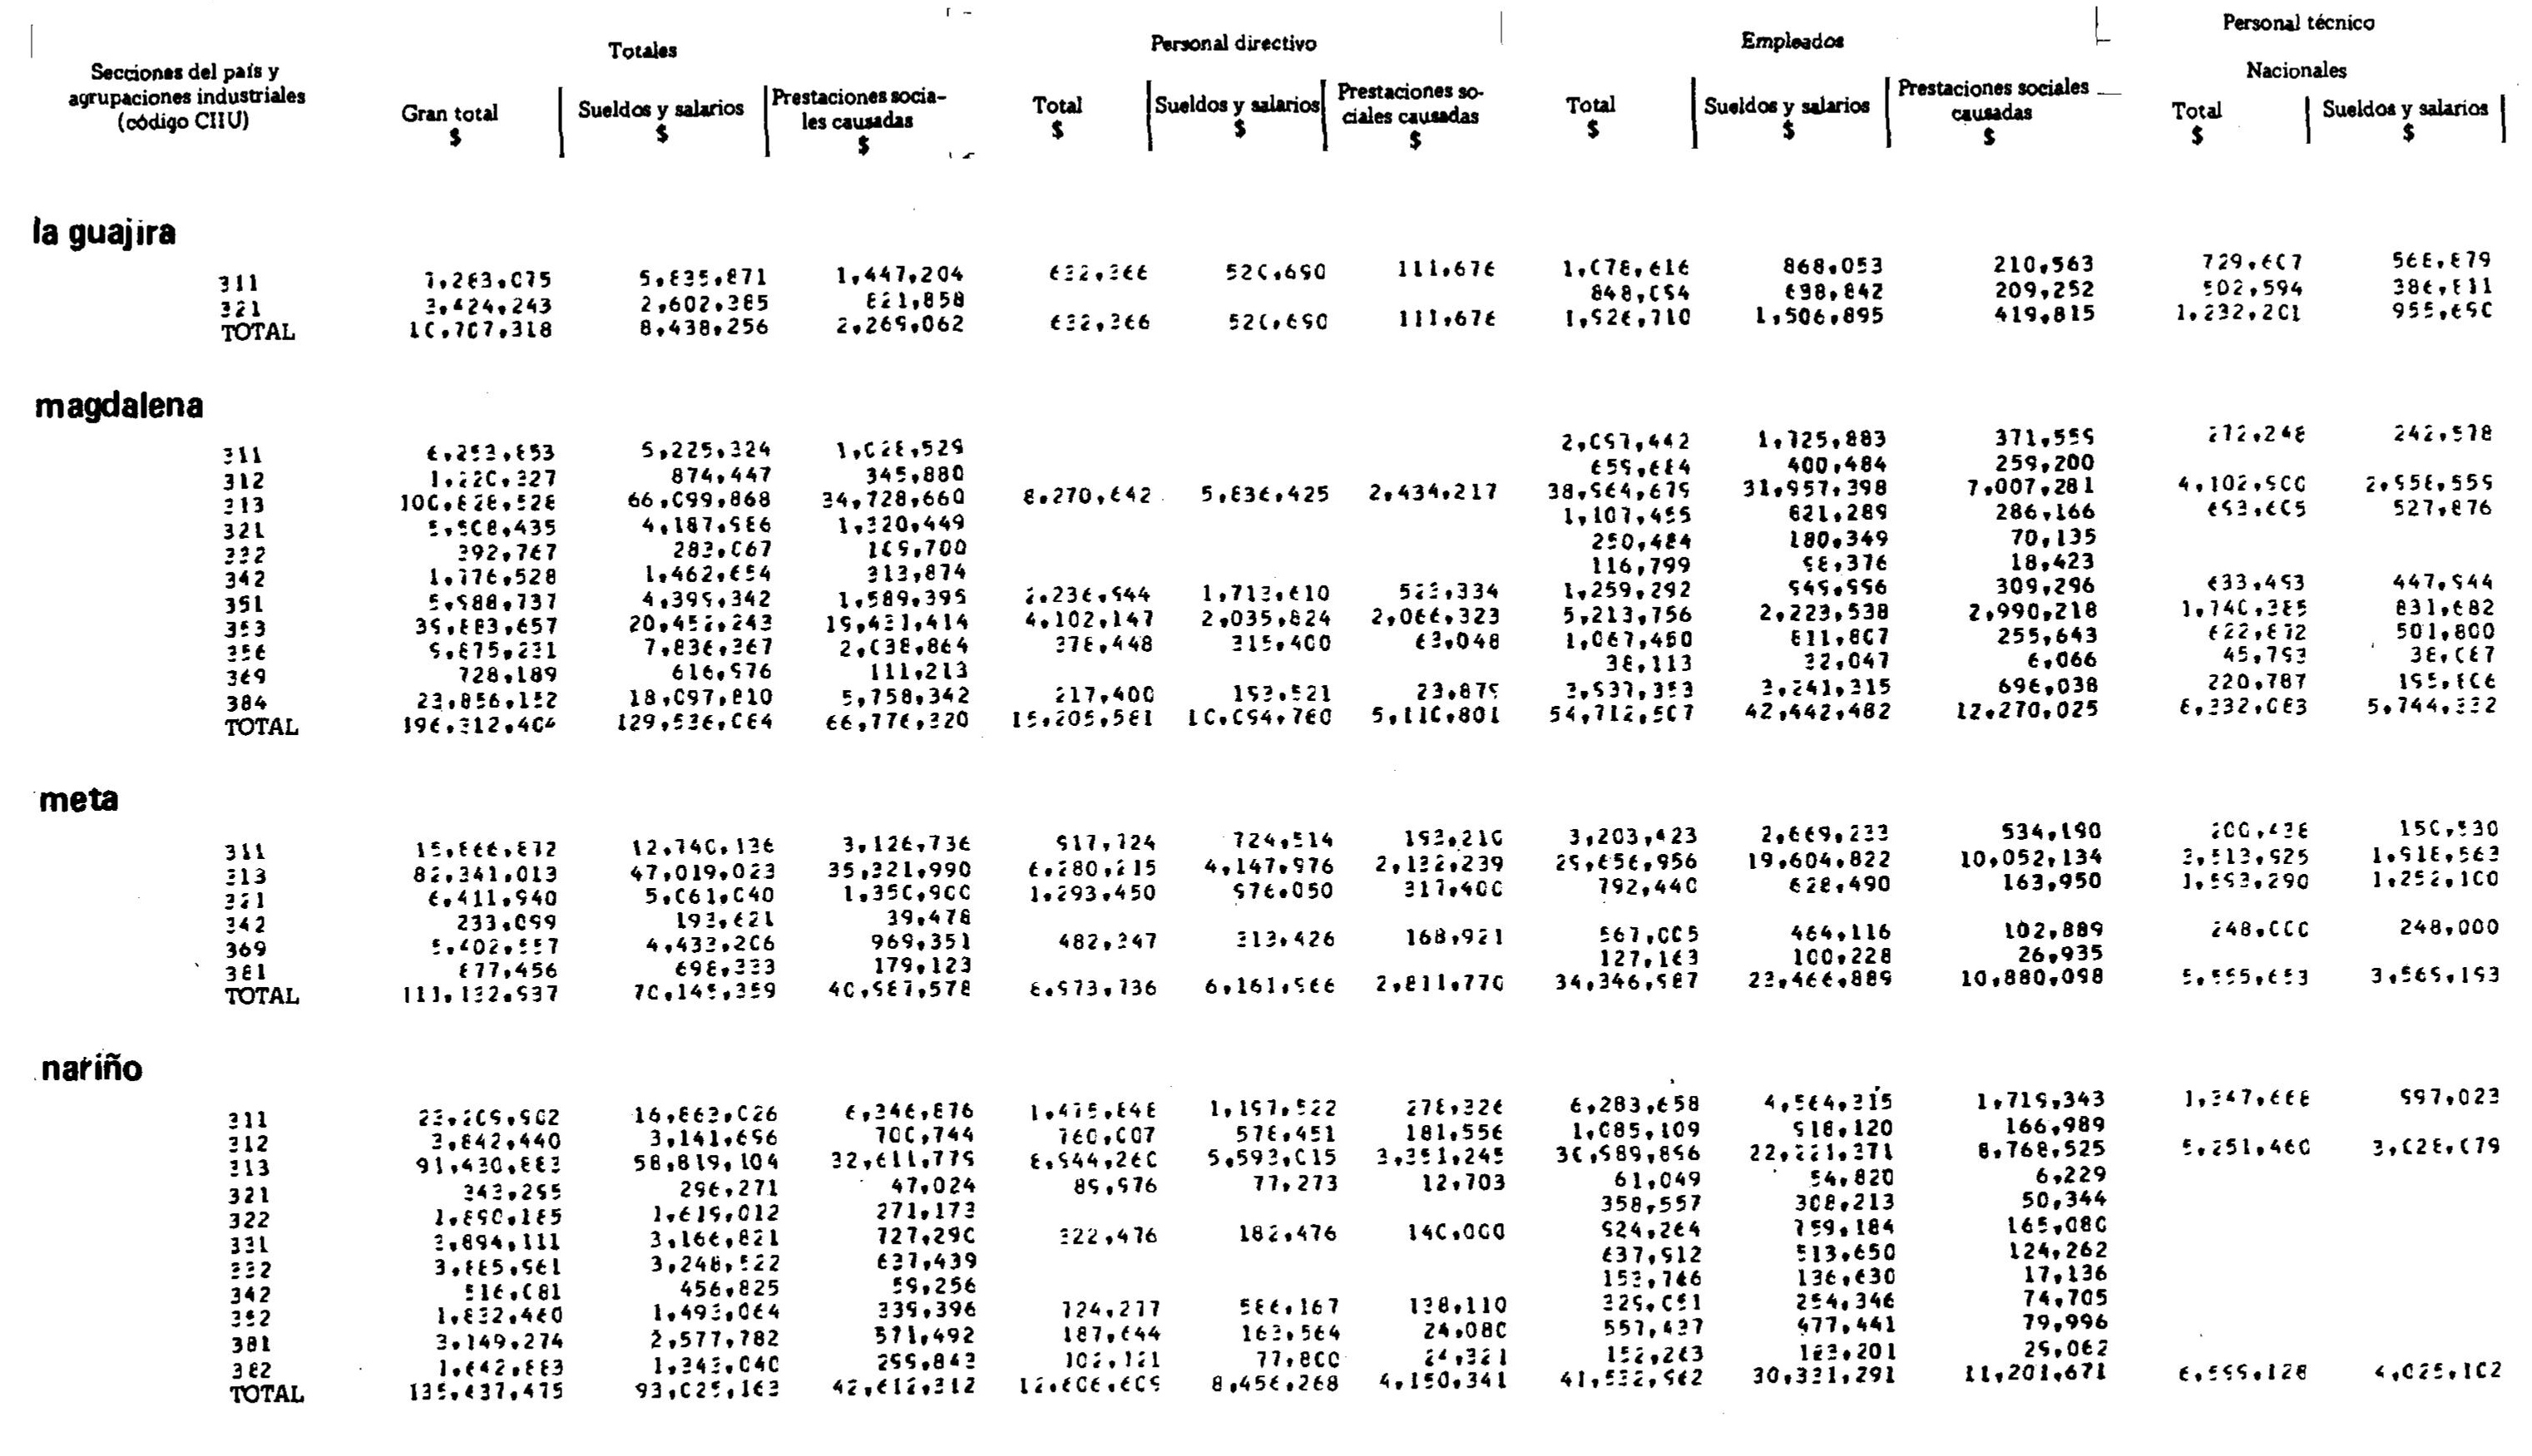 Totales Personal directivo Empleados Personal técnico
Secciones del país y agrupaciones industriales (código CIIU) Nacionales
Gran total $ Sueldos y salarios $ Prestaciones socia-les causadas $ Total $ Sueldos y salarios $ Prestaciones so-ciales causadas $ Total $ Sueldos y salarios $ Prestaciones sociales causadas $ Total $ Sueldos y salarios $
la guajira
311 7,283,075 5,835,871 1,447,204 632,366 520,690 111,676 1,078,616 868,053 210,563 729,607 568,879
321 3,424,243 2,602,385 821,858 848,094 638,842 209,252 502,594 386,811
TOTAL 10,707,318 8,438,256 2,269,062 632,366 520,690 111,676 1,926,710 1,506,895 419,815 1,232,201 955,690
magdalena
311 6,253,853 5,225,324 1,028,529 2,097,442 1,725,883 371,559 272,248 242,578
312 1,220,327 874,447 345,880 659,684 400,484 259,200
313 100,828,528 66,099,868 34,728,660 8,270,642 5,836,425 2,434,217 38,964,679 31,957,398 7,007,281 4,102,900 2,958,559
321 5,508,435 4,187,986 1,320,449 1,107,455 821,289 286,166 693,605 527,876
332 392,767 283,067 109,700 250,484 180,349 70,135
342 1,776,528 1,462,654 313,874 116,799 98,376 18,423
351 5,988,737 4,399,342 1,589,395 2,236,944 1,713,610 523,334 1,259,292 949,996 309,296 633,493 447,944
353 39,883,657 20,452,243 19,431,414 4,102,147 2,035,824 2,066,323 5,213,756 2,223,538 2,990,218 1,740,385 831,682
356 9,875,231 7,836,367 2,038,864 378,448 315,400 63,048 1,067,450 811,807 255,643 622,872 501,800
369 728,189 616,976 111,213 38,113 32,047 6,066 45,793 38,087
384 23,856,152 18,097,810 5,758,342 217,400 193,521 23,879 3,937,353 3,241,315 696,038 220,787 195,806
TOTAL 196,312,404 129,536,084 66,776,320 15,205,581 10,094,780 5,110,801 54,712,507 42,442,482 12,270,025 8,332,083 5,744,332
meta
311 15,866,872 12,740,136 3,126,736 917,724 724,514 193,210 3,203,423 2,669,233 534,190 200,438 150,530
313 82,341,013 47,019,023 35,321,990 6,280,215 4,147,976 2,132,239 29,656,956 19,604,822 10,052,134 3,513,925 1,918,563
321 6,411,940 5,061,040 1,350,900 1,293,450 976,050 317,400 792,440 628,490 163,950 1,593,290 1,252,100
342 233,099 193,621 39,478
369 5,402,557 4,433,206 969,351 482,347 313,426 168,921 567,005 464,116 102,889 248,000 248,000
381 877,456 698,333 179,123 127,163 100,228 26,935
TOTAL 111,132,937 70,145,359 40,987,578 8,973,736 6,161,966 2,811,770 34,346,987 23,466,889 10,880,098 5,555,653 3,569,193
nariño
311 23,209,902 16,863,026 6,346,876 1,475,848 1,197,522 278,326 6,283,658 4,564,315 1,719,343 1,347,668 997,023
312 3,842,440 3,141,696 700,744 760,007 578,451 181,556 1,085,109 918,120 166,989
313 91,430,883 58,819,104 32,611,779 8,944,260 5,593,015 3,351,245 30,989,896 22,221,371 8,768,525 5,251,460 3,028,079
321 343,295 296,271 47,024 89,976 77,273 12,703 61,049 54,820 6,229
322 1,890,185 1,619,012 271,173 358,557 308,213 50,344
331 3,894,111 3,166,821 727,290 322,476 182,476 140,000 924,264 759,184 165,080
332 3,885,961 3,248,522 637,439 637,912 513,650 124,262
342 516,081 456,825 59,256 153,766 136,630 17,136
352 1,832,460 1,493,064 339,396 724,277 586,167 138,110 329,051 254,346 74,705
381 3,149,274 2,577,782 571,492 187,644 163,564 24,080 557,437 477,441 79,996
382 1,642,883 1,343,040 299,843 102,121 77,800 24,321 152,263 123,201 29,062
TOTAL 135,637,475 93,025,163 42,612,312 12,606,609 8,456,268 4,150,341 41,532,962 30,331,291 11,201,671 6,599,128 4,025,102